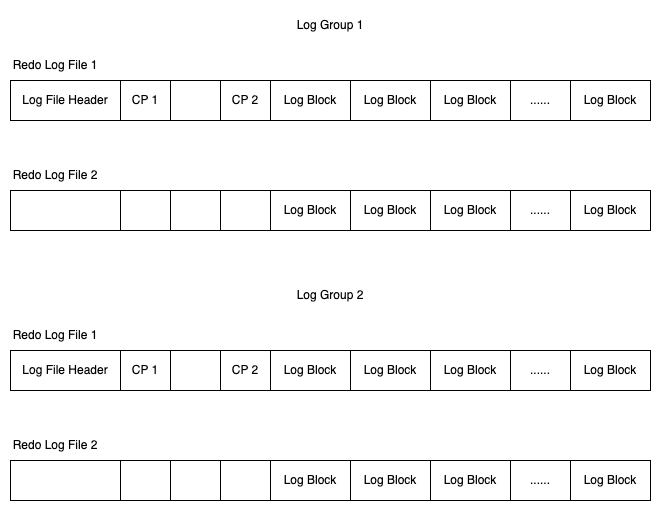 Log Group 1
Redo Log File 1
Log File Header CP 1 CP 2 Log Block Log Block Log Block ...... Log Block
Redo Log File 2
Log Block Log Block Log Block ...... Log Block
Log Group 2
Redo Log File 1
Log File Header CP 1 CP 2 Log Block Log Block Log Block ...... Log Block
Redo Log File 2
Log Block Log Block Log Block ...... Log Block